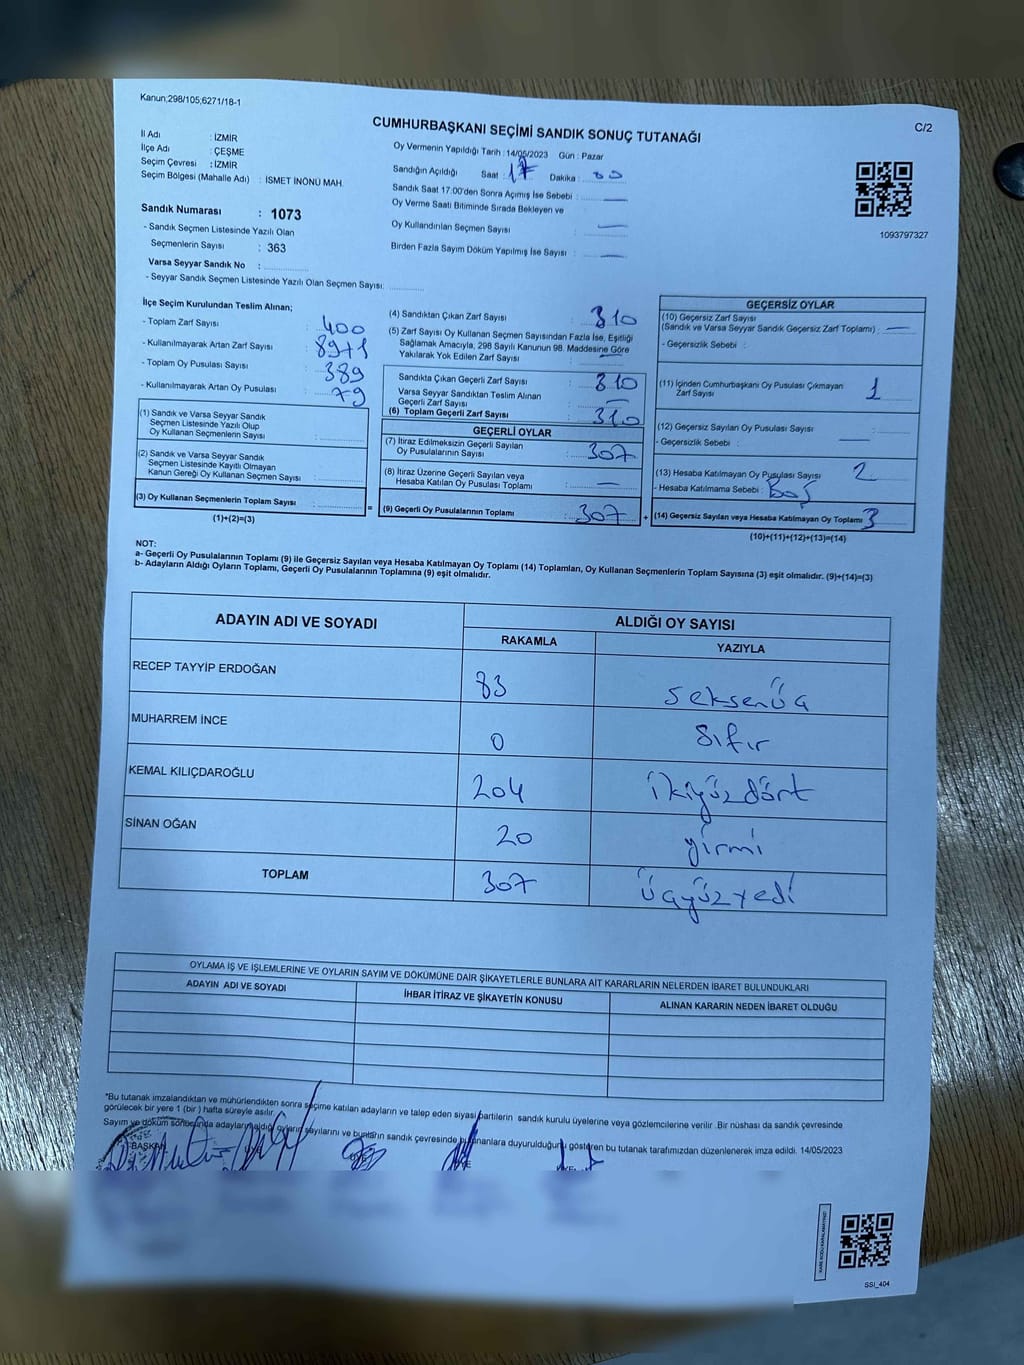 Kanun;298/105;6271/18-1
C/2
CUMHURBAŞKANI SEÇİMİ SANDIK SONUÇ TUTANAĞI
İl Adı : İZMİR
İlçe Adı : ÇEŞME
Seçim Çevresi : İZMİR
Seçim Bölgesi (Mahalle Adı) : İSMET İNÖNÜ MAH.
Sandık Numarası : 1073
- Sandık Seçmen Listesinde Yazılı Olan
Seçmenlerin Sayısı : 363
Varsa Seyyar Sandık No :
- Seyyar Sandık Seçmen Listesinde Yazılı Olan Seçmen Sayısı:
Oy Vermenin Yapıldığı Tarih : 14/05/2023 Gün : Pazar
Sandığın Açıldığı Saat : 17 Dakika : 00
Sandık Saat 17:00'den Sonra Açımış İse Sebebi : —
Oy Verme Saati Bitiminde Sırada Bekleyen ve
Oy Kullandırılan Seçmen Sayısı : —
Birden Fazla Sayım Döküm Yapılmış İse Sayısı : —
1093797327
İlçe Seçim Kurulundan Teslim Alınan;
- Toplam Zarf Sayısı : 400
- Kullanılmayarak Artan Zarf Sayısı : 89+1
- Toplam Oy Pusulası Sayısı : 389
- Kullanılmayarak Artan Oy Pusulası : 79
(1) Sandık ve Varsa Seyyar Sandık
Seçmen Listesinde Yazılı Olup
Oy Kullanan Seçmenlerin Sayısı :
(2) Sandık ve Varsa Seyyar Sandık
Seçmen Listesinde Kayıtlı Olmayan
Kanun Gereği Oy Kullanan Seçmen Sayısı :
(3) Oy Kullanan Seçmenlerin Toplam Sayısı :
(1)+(2)=(3)
(4) Sandıktan Çıkan Zarf Sayısı : 310
(5) Zarf Sayısı Oy Kullanan Seçmen Sayısından Fazla İse, Eşitliği
Sağlamak Amacıyla, 298 Sayılı Kanunun 98. Maddesine Göre
Yakılarak Yok Edilen Zarf Sayısı : —
Sandıkta Çıkan Geçerli Zarf Sayısı : 310
Varsa Seyyar Sandıktan Teslim Alınan
Geçerli Zarf Sayısı : —
(6) Toplam Geçerli Zarf Sayısı : 310
GEÇERLİ OYLAR
(7) İtiraz Edilmeksizin Geçerli Sayılan
Oy Pusulalarının Sayısı : 307
(8) İtiraz Üzerine Geçerli Sayılan veya
Hesaba Katılan Oy Pusulası Toplamı : —
= (9) Geçerli Oy Pusulalarının Toplamı : 307
GEÇERSİZ OYLAR
(10) Geçersiz Zarf Sayısı
(Sandık ve Varsa Seyyar Sandık Geçersiz Zarf Toplamı) : —
- Geçersizlik Sebebi :
(11) İçinden Cumhurbaşkanı Oy Pusulası Çıkmayan
Zarf Sayısı : 1
(12) Geçersiz Sayılan Oy Pusulası Sayısı :
- Geçersizlik Sebebi : —
(13) Hesaba Katılmayan Oy Pusulası Sayısı : 2
- Hesaba Katılmama Sebebi : Boş
+ (14) Geçersiz Sayılan veya Hesaba Katılmayan Oy Toplamı 3
(10)+(11)+(12)+(13)=(14)
NOT:
a- Geçerli Oy Pusulalarının Toplamı (9) ile Geçersiz Sayılan veya Hesaba Katılmayan Oy Toplamı (14) Toplamları, Oy Kullanan Seçmenlerin Toplam Sayısına (3) eşit olmalıdır. (9)+(14)=(3)
b- Adayların Aldığı Oyların Toplamı, Geçerli Oy Pusulalarının Toplamına (9) eşit olmalıdır.
ADAYIN ADI VE SOYADI
ALDIĞI OY SAYISI
RAKAMLA YAZIYLA
RECEP TAYYİP ERDOĞAN 83 seksenüç
MUHARREM İNCE 0 sıfır
KEMAL KILIÇDAROĞLU 204 ikiyüzdört
SİNAN OĞAN 20 yirmi
TOPLAM 307 üçyüzyedi
OYLAMA İŞ VE İŞLEMLERİNE VE OYLARIN SAYIM VE DÖKÜMÜNE DAİR ŞİKAYETLERLE BUNLARA AİT KARARLARIN NELERDEN İBARET BULUNDUKLARI
ADAYIN ADI VE SOYADI İHBAR İTİRAZ VE ŞİKAYETİN KONUSU ALINAN KARARIN NEDEN İBARET OLDUĞU
*Bu tutanak imzalandıktan ve mühürlendikten sonra seçime katılan adayların ve talep eden siyasi partilerin sandık kurulu üyelerine veya gözlemcilerine verilir .Bir nüshası da sandık çevresinde
görülecek bir yere 1 (bir ) hafta süreyle asılır.
Sayım ve döküm sonucunda adayların aldığı oyların sayılarını ve bunların sandık çevresinde bulunanlara duyurulduğunu gösteren bu tutanak tarafımızdan düzenlenerek imza edildi. 14/05/2023
BAŞKAN
ÜYE
SSİ_404